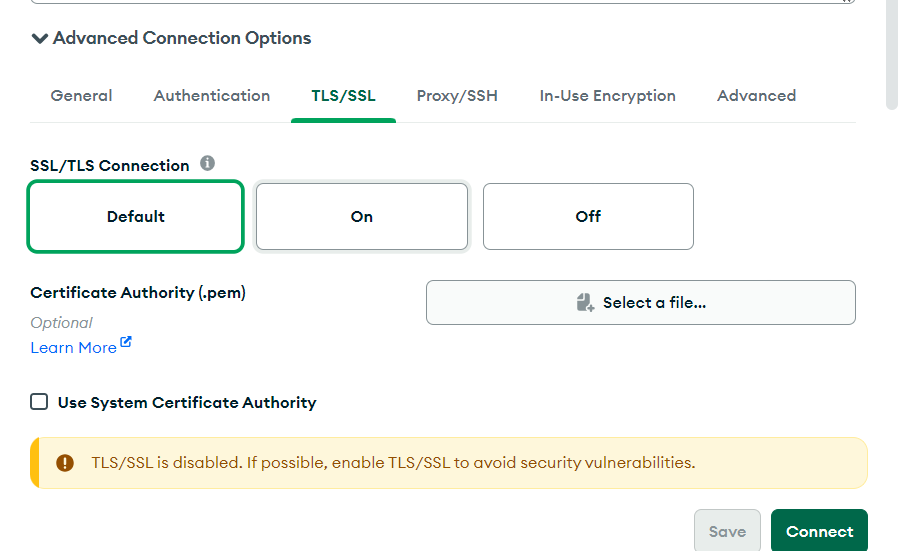 Advanced Connection Options
General Authentication TLS/SSL Proxy/SSH In-Use Encryption Advanced
SSL/TLS Connection
Default On Off
Certificate Authority (.pem)
Select a file...
Optional
Learn More
Use System Certificate Authority
TLS/SSL is disabled. If possible, enable TLS/SSL to avoid security vulnerabilities.
Save Connect